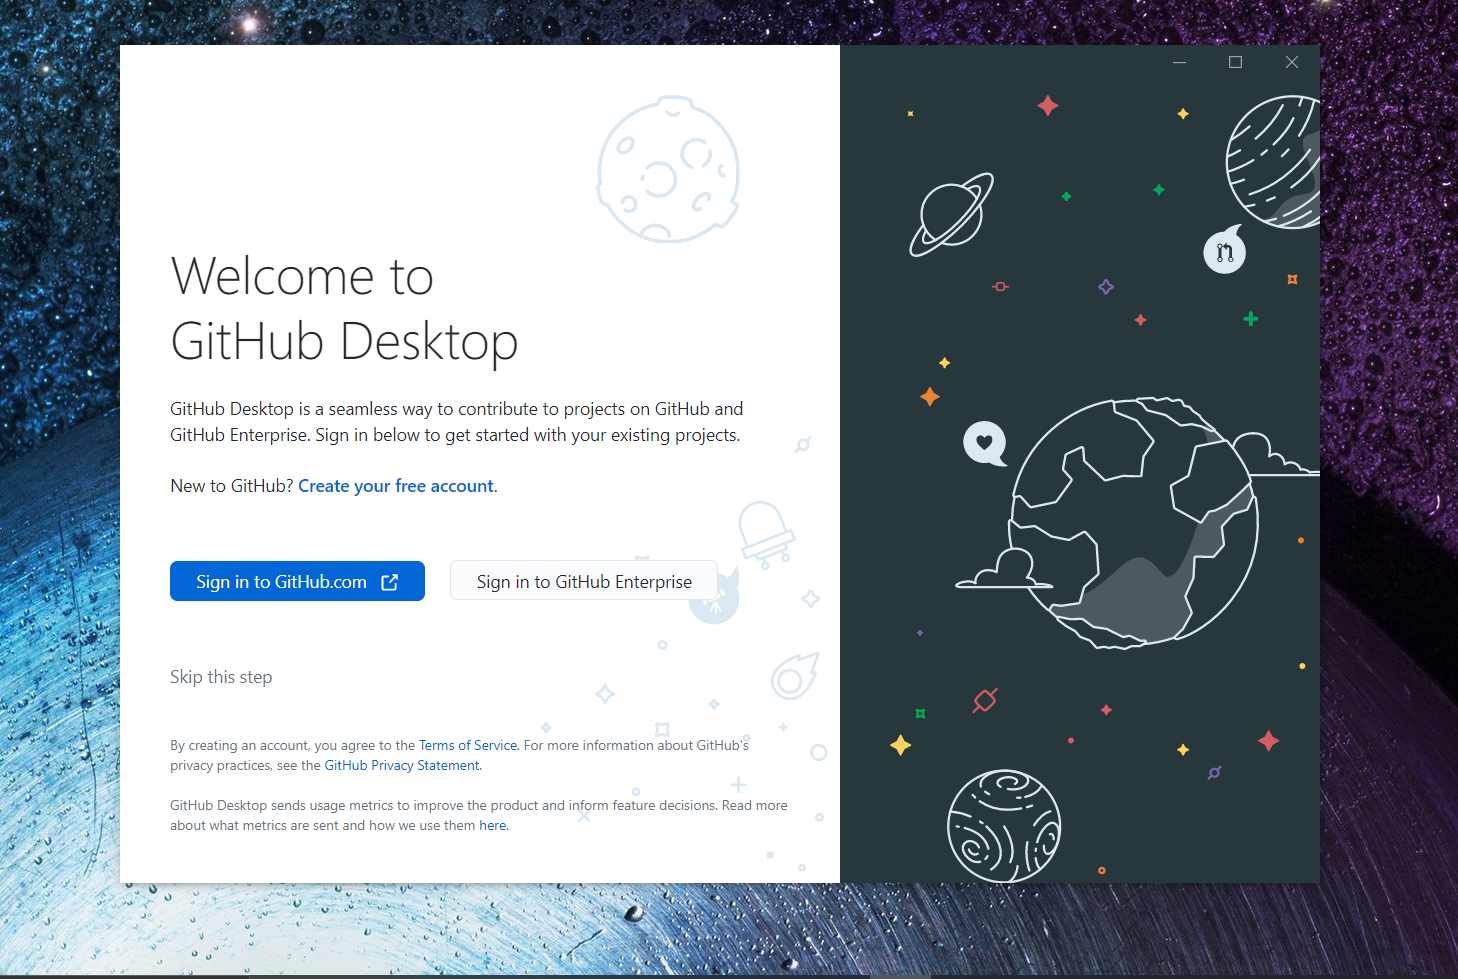 Welcome to
GitHub Desktop
GitHub Desktop is a seamless way to contribute to projects on GitHub and
GitHub Enterprise. Sign in below to get started with your existing projects.
New to GitHub? Create your free account.
Sign in to GitHub.com
Sign in to GitHub Enterprise
Skip this step
By creating an account, you agree to the Terms of Service. For more information about GitHub's
privacy practices, see the GitHub Privacy Statement.
GitHub Desktop sends usage metrics to improve the product and inform feature decisions. Read more
about what metrics are sent and how we use them here.